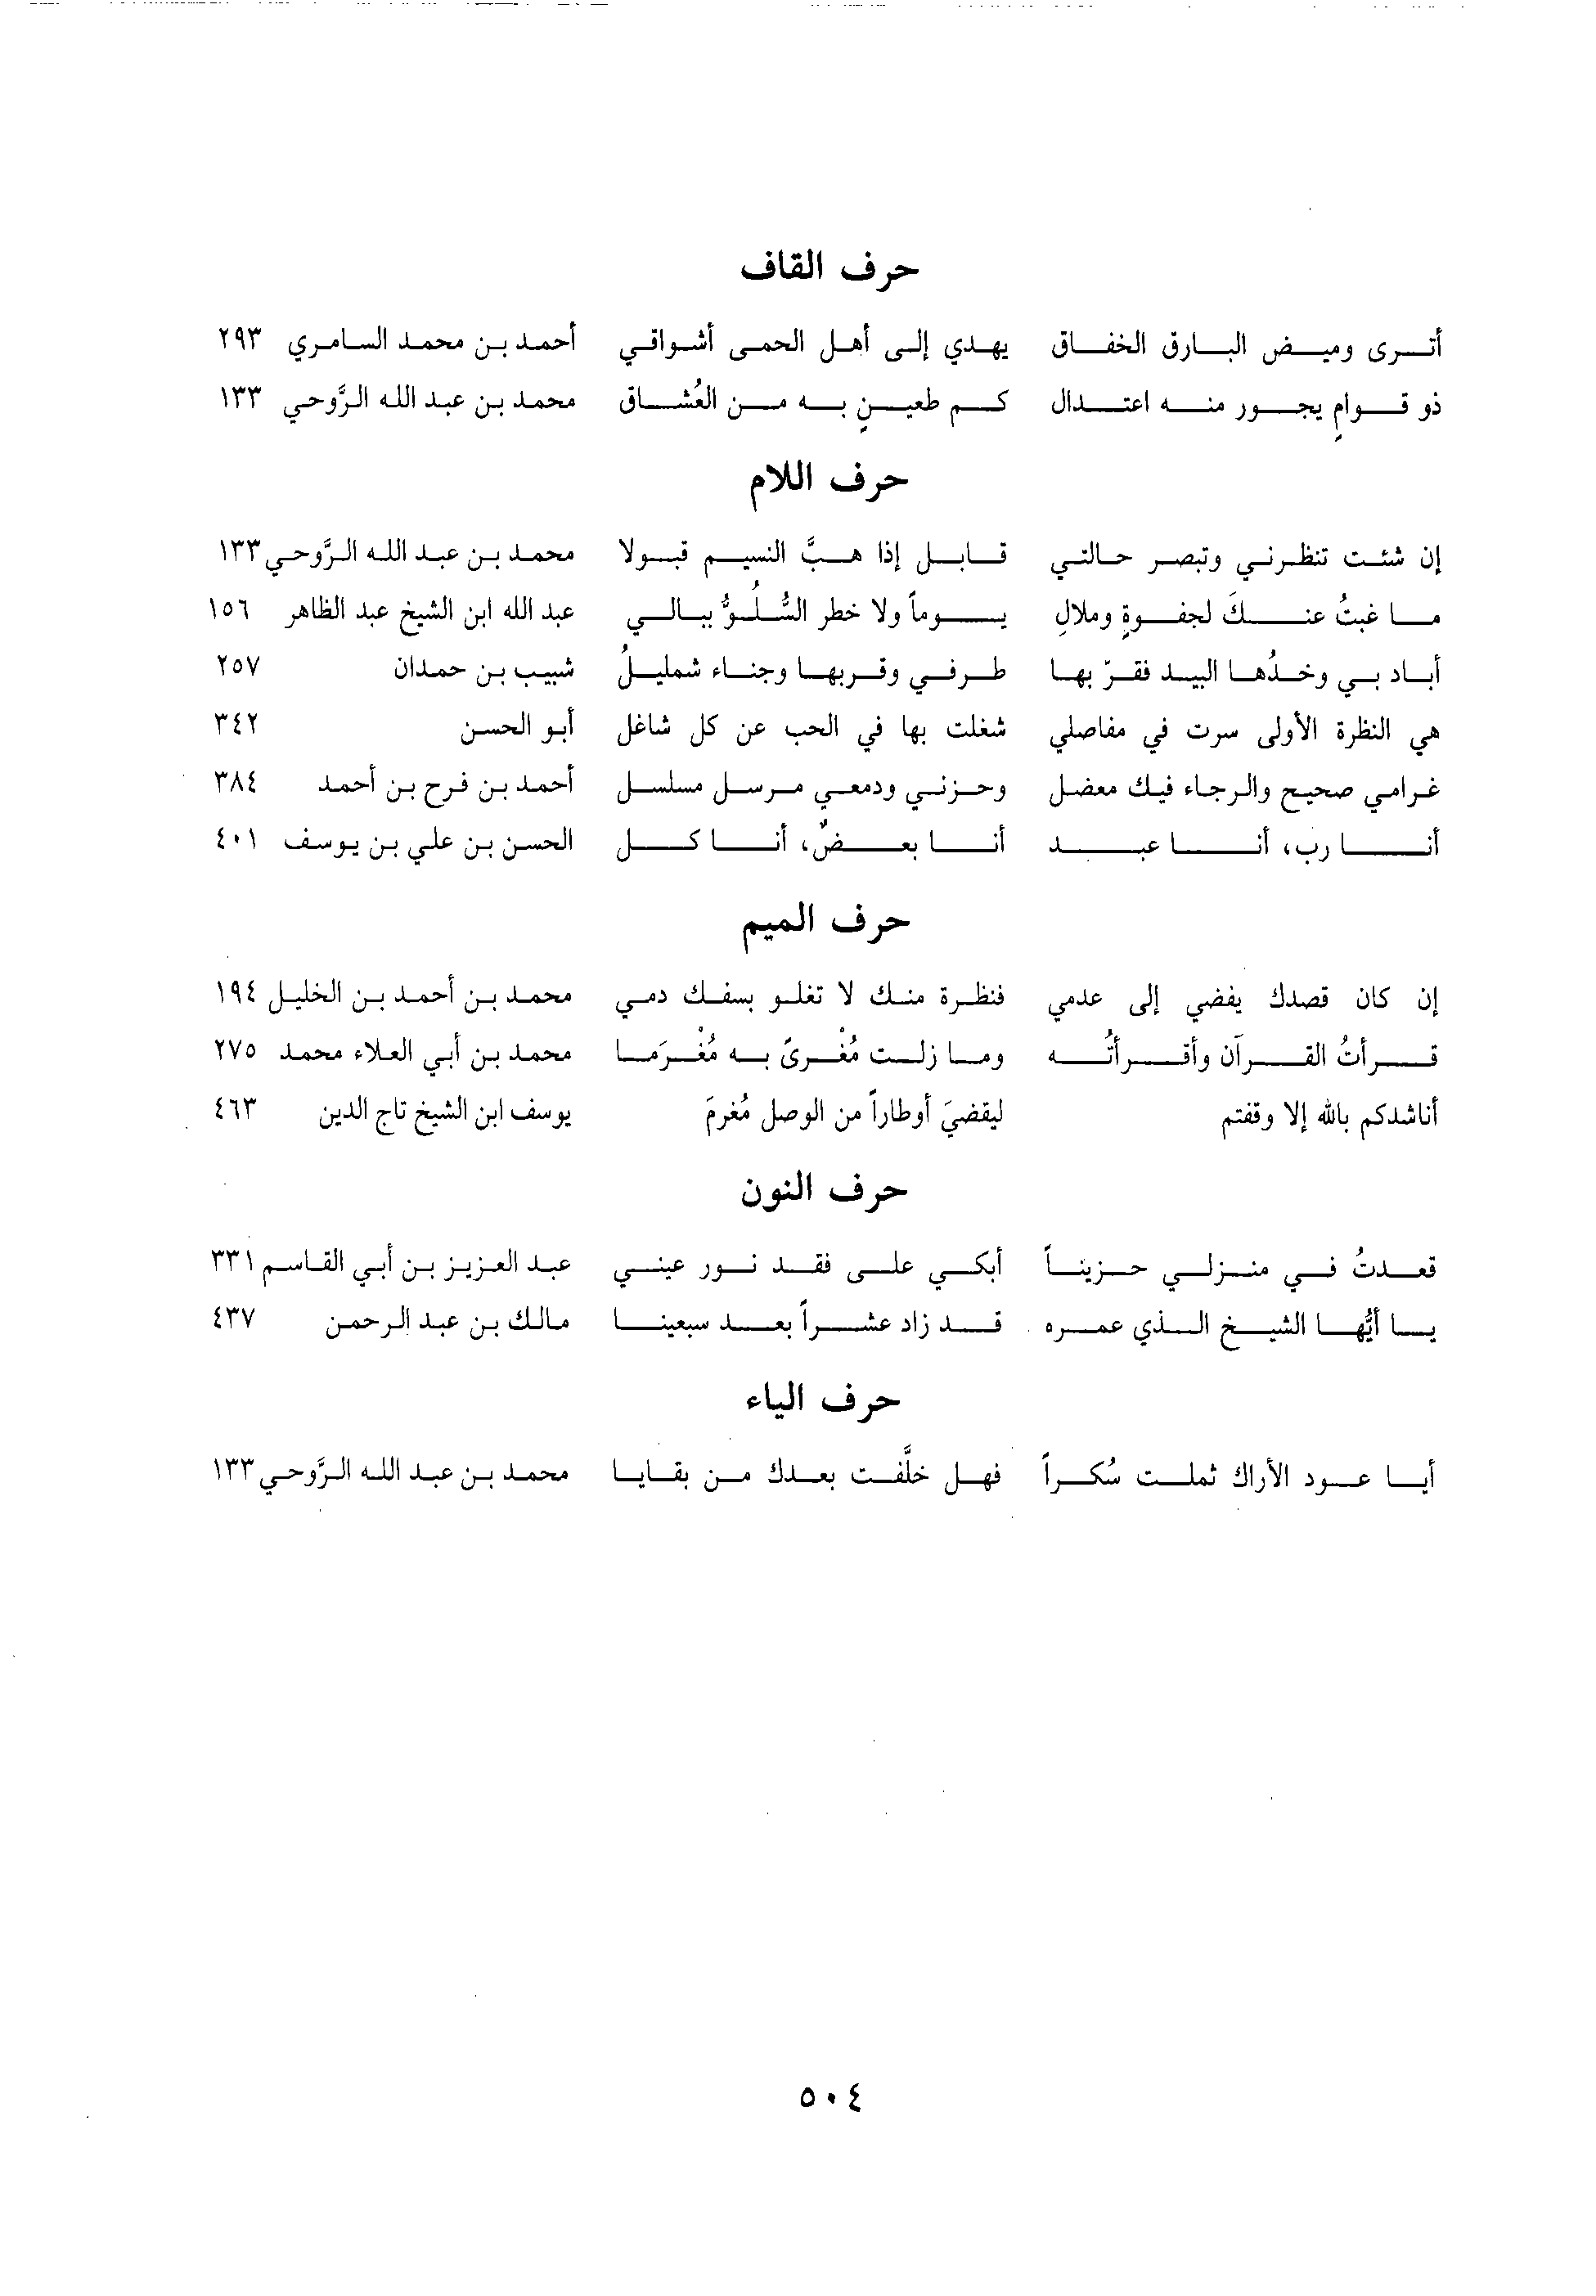 حرف القاف
أترى وميض البارق الخفاق يهدي إلى أهل الحمى أشواقي أحمد بن محمد السامري ٢٩٣
ذو قوامٍ يجور منه اعتدال كم طعينٍ به من العُشاق محمد بن عبد الله الرَّوحي ١٣٣
حرف اللام
إن شئت تنظرني وتبصر حالتي قابل إذا هبَّ النسيم قبولا محمد بن عبد الله الرَّوحي ١٣٣
ما غبتُ عنكَ لجفوةٍ وملالِ يوماً ولا خطر السُّلُوُّ ببالي عبد الله ابن الشيخ عبد الظاهر ١٥٦
أباد بي وخدُها البيد فقرّ بها طرفي وقربها وجناء شمليلُ شبيب بن حمدان ٢٥٧
هي النظرة الأولى سرت في مفاصلي شغلت بها في الحب عن كل شاغل أبو الحسن ٣٤٢
غرامي صحيح والرجاء فيك معضل وحزني ودمعي مرسل مسلسل أحمد بن فرح بن أحمد ٣٨٤
أنا رب، أنا عبد أنا بعضٌ، أنا كل الحسن بن علي بن يوسف ٤٠١
حرف الميم
إن كان قصدك يفضي إلى عدمي فنظرة منك لا تغلو بسفك دمي محمد بن أحمد بن الخليل ١٩٤
قرأتُ القرآن وأقرأتُه وما زلت مُغْرىً به مُغْرَما محمد بن أبي العلاء محمد ٢٧٥
أناشدكم بالله إلا وقفتم ليقضيَ أوطاراً من الوصل مُغرمَ يوسف ابن الشيخ تاج الدين ٤٦٣
حرف النون
قعدتُ في منزلي حزيناً أبكي على فقد نور عيني عبد العزيز بن أبي القاسم ٣٣١
يا أيُّها الشيخ الذي عمره قد زاد عشراً بعد سبعينا مالك بن عبد الرحمن ٤٣٧
حرف الياء
أيا عود الأراك ثملت سُكراً فهل خلَّفت بعدك من بقايا محمد بن عبد الله الرَّوحي ١٣٣
٥٠٤